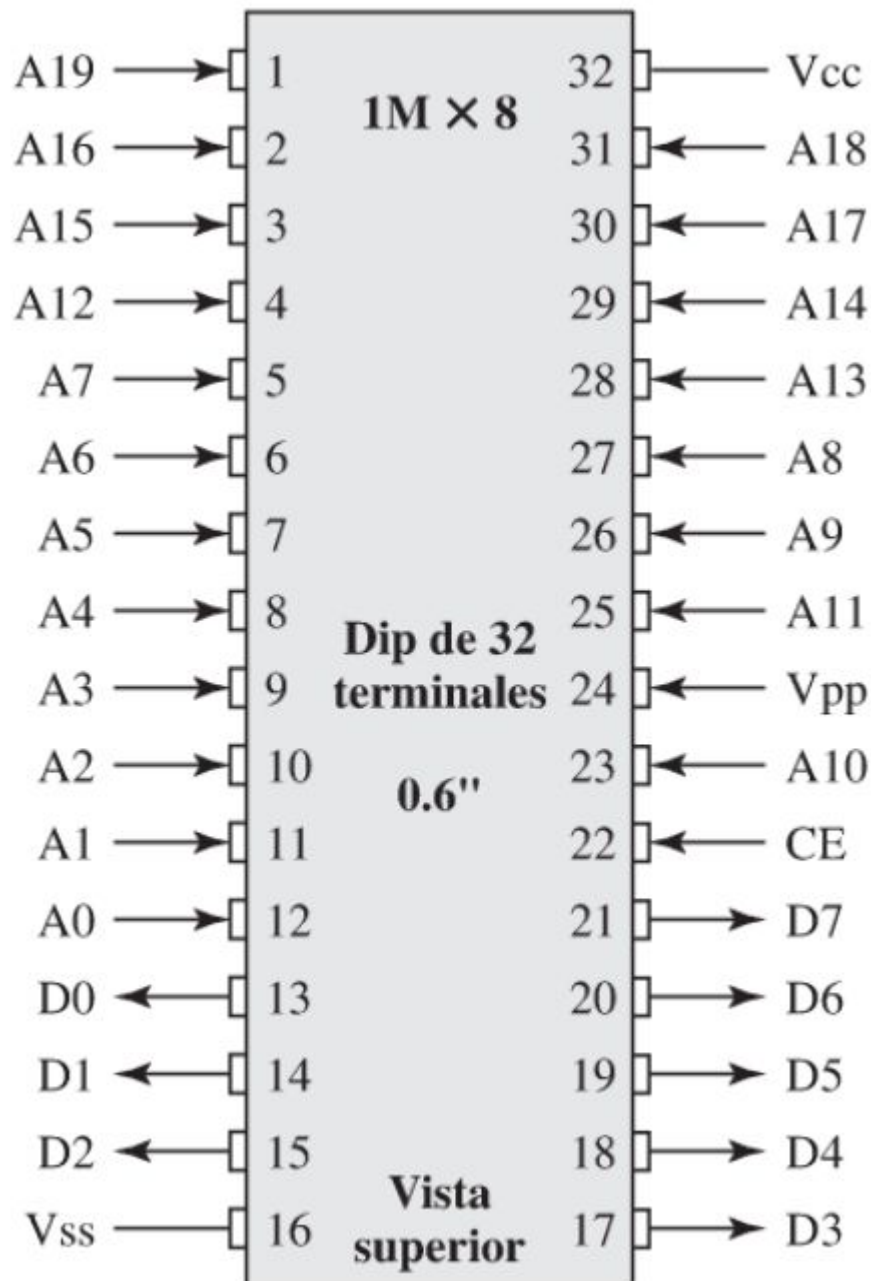 A19 1 32 Vcc
1M × 8
A16 2 31 A18
A15 3 30 A17
A12 4 29 A14
A7 5 28 A13
A6 6 27 A8
A5 7 26 A9
A4 8 25 A11
Dip de 32
A3 9 terminales 24 Vpp
A2 10 23 A10
0.6"
A1 11 22 CE
A0 12 21 D7
D0 13 20 D6
D1 14 19 D5
D2 15 18 D4
Vista
Vss 16 superior 17 D3